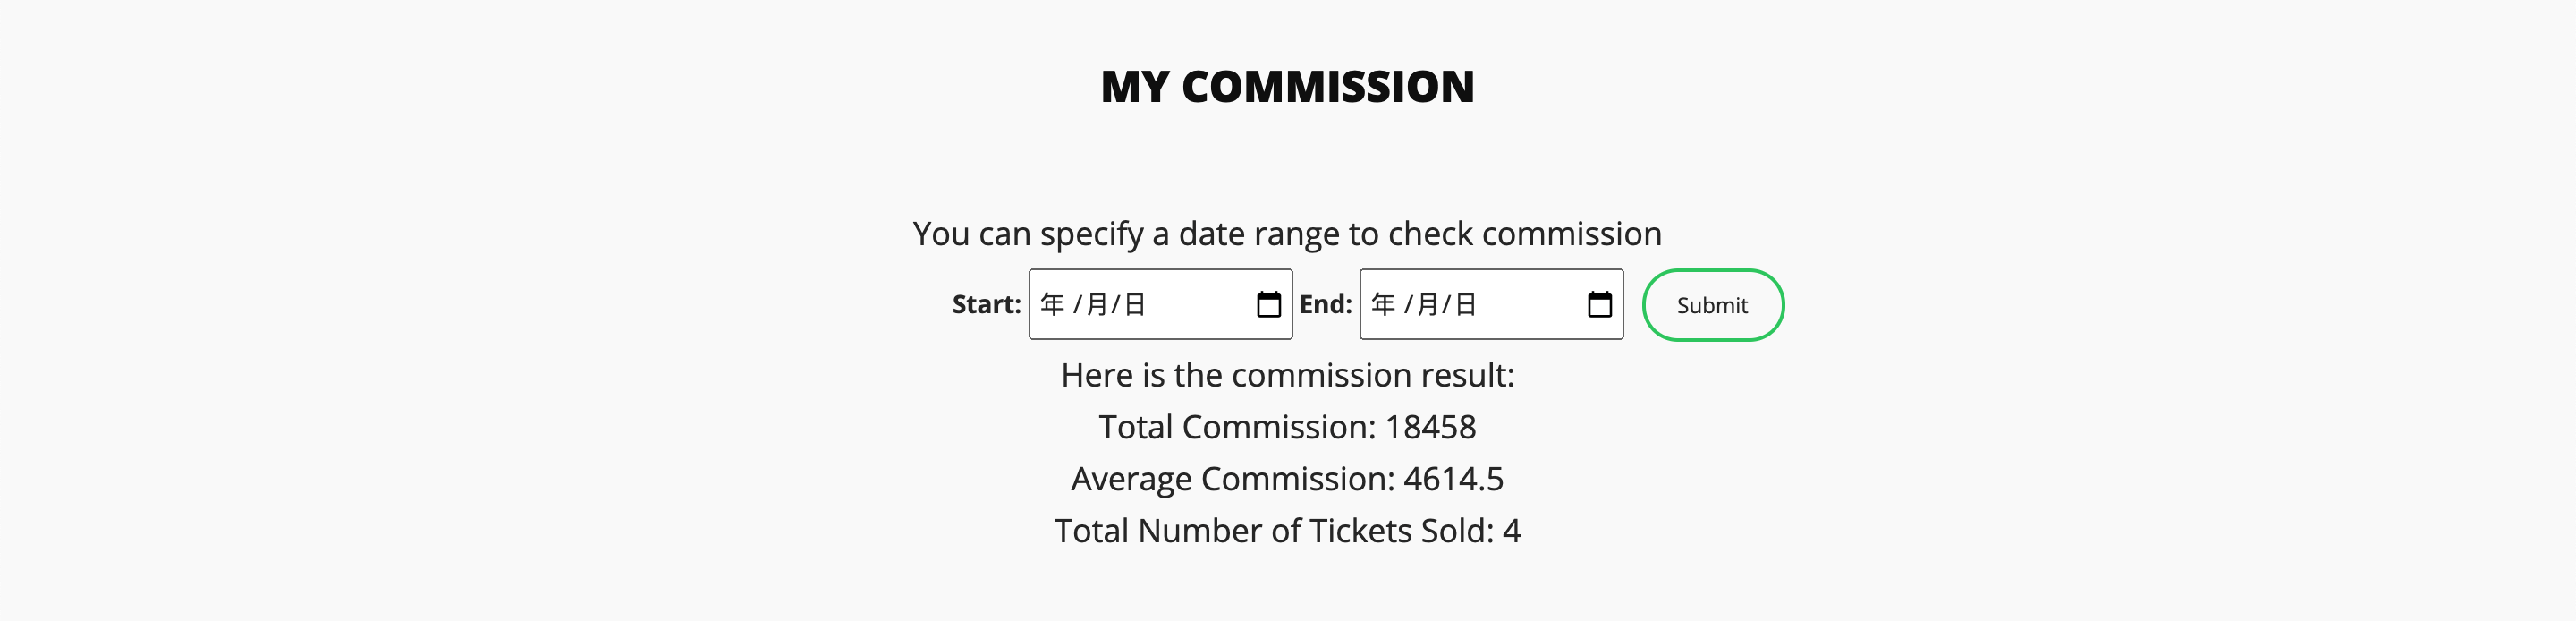 MY COMMISSION
You can specify a date range to check commission
Start: 年 /月/日 End: 年 /月/日 Submit
Here is the commission result:
Total Commission: 18458
Average Commission: 4614.5
Total Number of Tickets Sold: 4